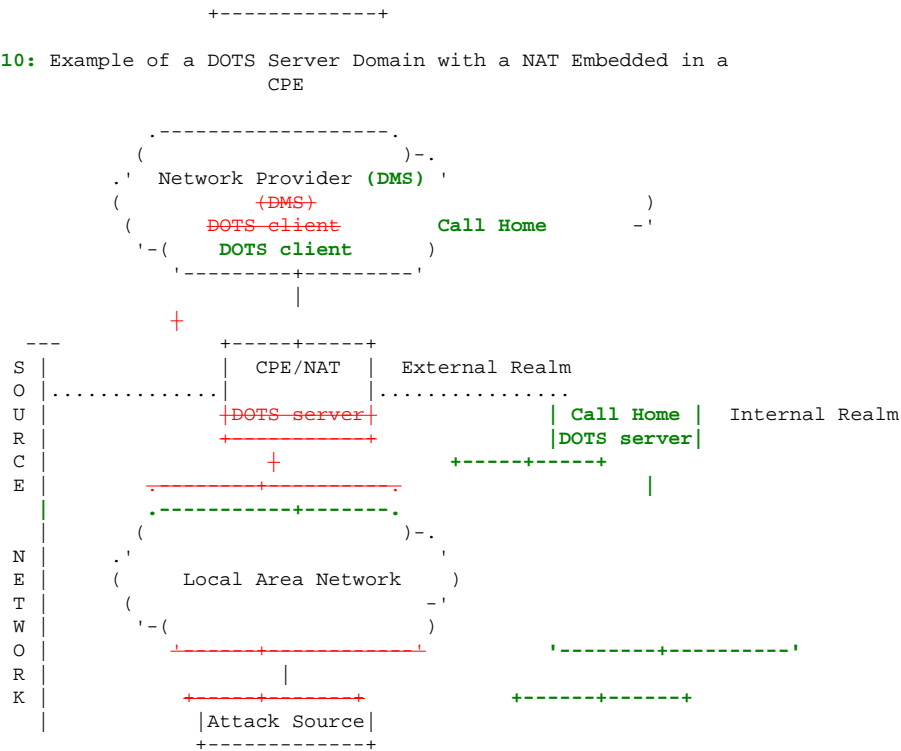 +-------------+
10: Example of a DOTS Server Domain with a NAT Embedded in a
CPE
.-------------------.
( )-.
.' Network Provider (DMS) '
( (DMS) )
( DOTS client Call Home -'
'-( DOTS client )
'---------+---------'
|
+
--- +-----+-----+
S | | CPE/NAT | External Realm
O |..............| |................
U | |DOTS server| | Call Home | Internal Realm
R | +-----------+ |DOTS server|
C | + +-----+-----+
E | .--------+-----------. |
| .-----------+-------.
| ( )-.
N | .' '
E | ( Local Area Network )
T | ( -'
W | '-( )
O | '------+------------' '--------+----------'
R | |
K | +-----+-------+ +------+------+
| |Attack Source|
+-------------+